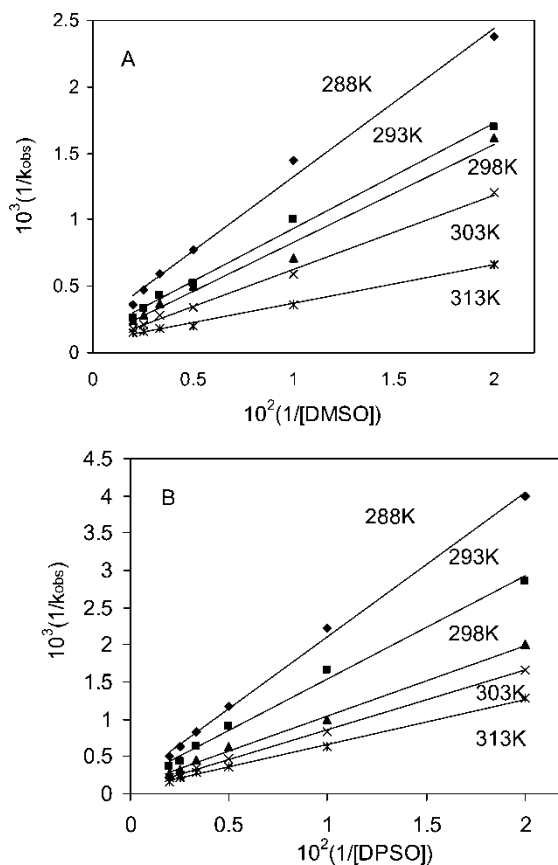 2.5
A
288K
2
293K
10³(1/kobs)
1.5
298K
1
303K
0.5
313K
0
0 0.5 1 1.5 2
10²(1/[DMSO])
4.5
B
4
288K
3.5
293K
3
10³(1/kobs)
2.5
298K
2
1.5
303K
1
313K
0.5
0
0 0.5 1 1.5 2
10²(1/[DPSO])